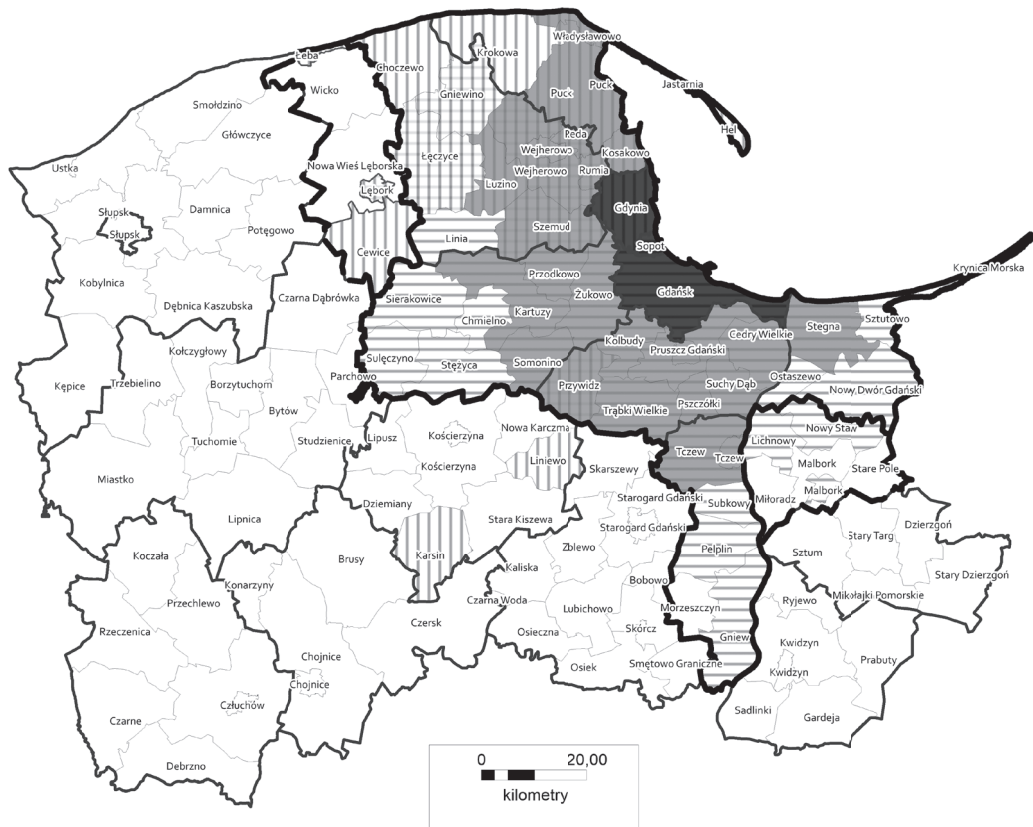 Władysławowo
Łeba
Krokowa
Choczewo
Jastarnia
Wicko
Gniewino
Puck
Puck
Smołdzino
Główczyce
Hel
Reda
Wejherowo
Kosakowo
Łęczyce
Nowa Wieś Lęborska
Ustka
Wejherowo
Rumia
Luzino
Lębork
Słupsk
Damnica
Gdynia
Szemud
Słupsk
Potęgowo
Linia
Sopot
Cewice
Krynica Morska
Przodkowo
Kobylnica
Gdańsk
Żukowo
Dębnica Kaszubska
Czarna Dąbrówka
Sierakowice
Kartuzy
Sztutowo
Chmielno
Stegna
Cedry Wielkie
Kolbudy
Kołczygłowy
Pruszcz Gdański
Sulęczyno
Stężyca
Somonino
Parchowo
Ostaszewo
Kępice
Trzebielino
Borzytuchom
Przywidz
Suchy Dąb
Nowy Dwór Gdański
Pszczółki
Bytów
Trąbki Wielkie
Nowa Karczma
Nowy Staw
Tuchomie
Studzienice
Lipusz
Kościerzyna
Lichnowy
Tczew
Tczew
Liniewo
Kościerzyna
Skarszewy
Malbork
Stare Pole
Miastko
Malbork
Dziemiany
Starogard Gdański
Subkowy
Miłoradz
Lipnica
Stara Kiszewa
Starogard Gdański
Dzierzgoń
Stary Targ
Zblewo
Pelplin
Koczała
Karsin
Brusy
Sztum
Kaliska
Stary Dzierzgoń
Konarzyny
Bobowo
Mikołajki Pomorskie
Przechlewo
Czarna Woda
Ryjewo
Lubichowo
Morzeszczyn
Czersk
Skórcz
Rzeczenica
Osieczna
Gniew
Kwidzyn
Chojnice
Prabuty
Osiek
Smętowo Graniczne
Kwidzyn
Chojnice
Człuchów
Sadlinki
Gardeja
Czarne
Debrzno
0 20,00
kilometry